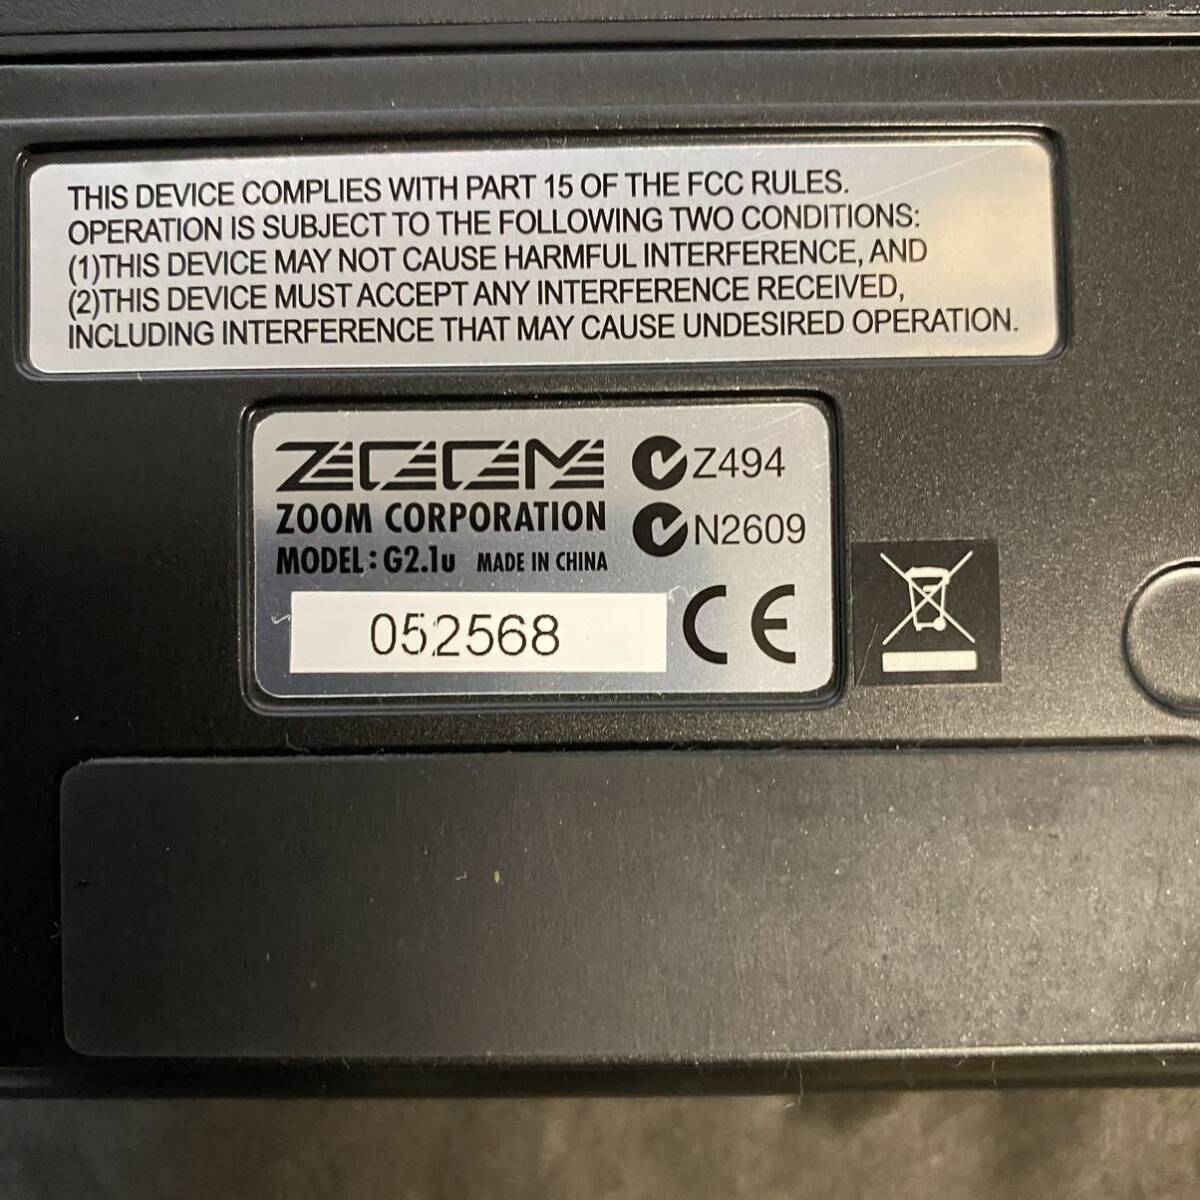 THIS DEVICE COMPLIES WITH PART 15 OF THE FCC RULES.
OPERATION IS SUBJECT TO THE FOLLOWING TWO CONDITIONS:
(1)THIS DEVICE MAY NOT CAUSE HARMFUL INTERFERENCE, AND
(2)THIS DEVICE MUST ACCEPT ANY INTERFERENCE RECEIVED,
INCLUDING INTERFERENCE THAT MAY CAUSE UNDESIRED OPERATION.
ZOOM
ZOOM CORPORATION
MODEL: G2.1u MADE IN CHINA
052568
Z494
N2609
CE